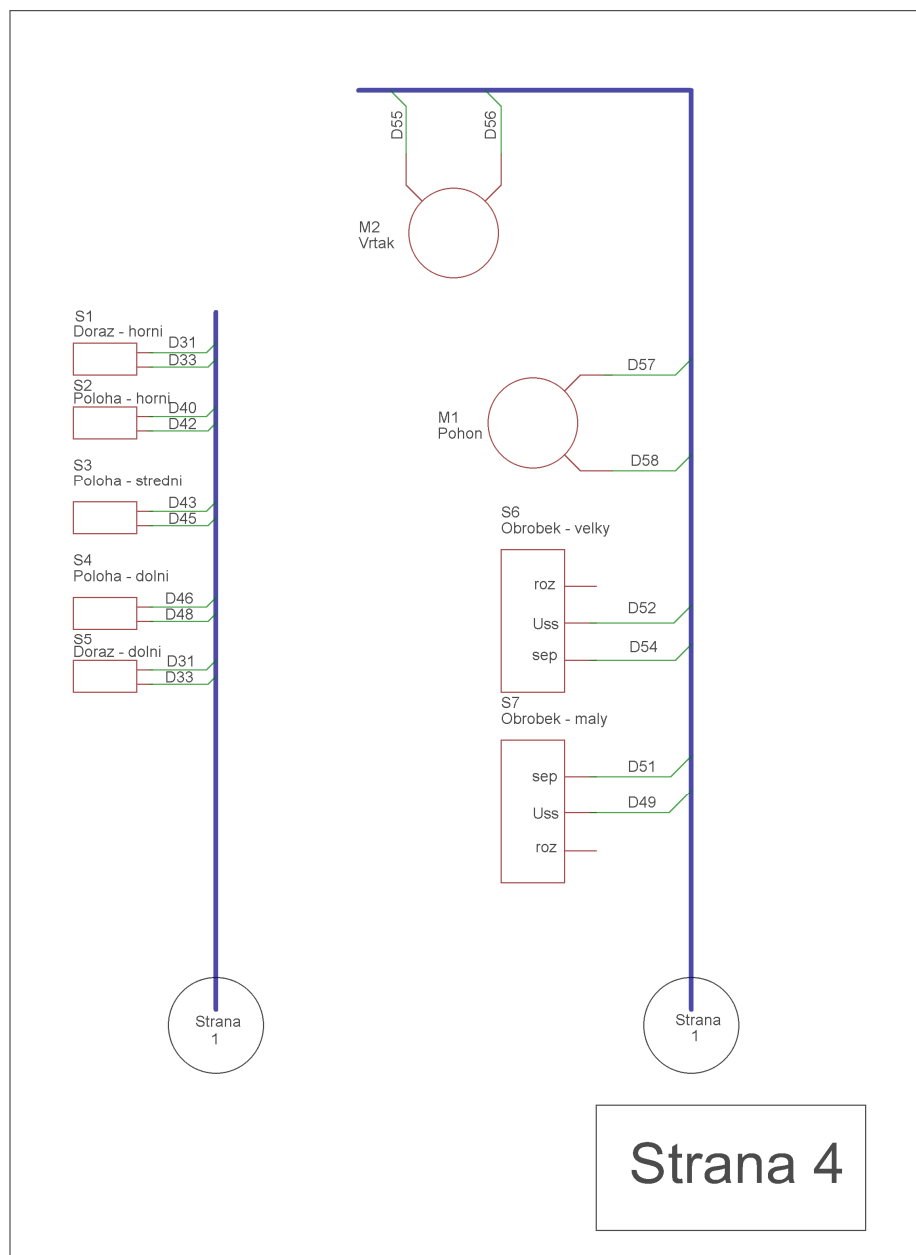 D55
D56
M2
Vrtak
S1
Doraz - horni
D31
D33
S2
Poloha - horni
D40
D42
S3
Poloha - stredni
D43
D45
S4
Poloha - dolni
D46
D48
S5
Doraz - dolni
D31
D33
D57
M1
Pohon
D58
S6
Obrobek - velky
roz
Uss
D52
sep
D54
S7
Obrobek - maly
sep
D51
Uss
D49
roz
Strana
1
Strana
1
Strana 4